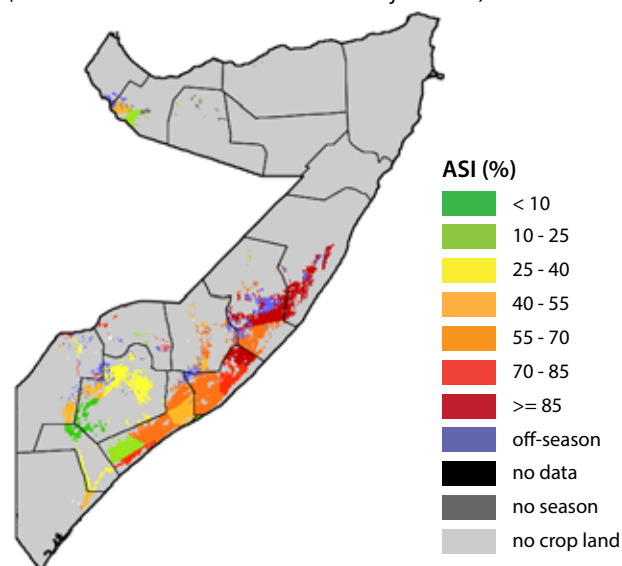 ASI (%)
< 10
10 - 25
25 - 40
40 - 55
55 - 70
70 - 85
>= 85
off-season
no data
no season
no crop land